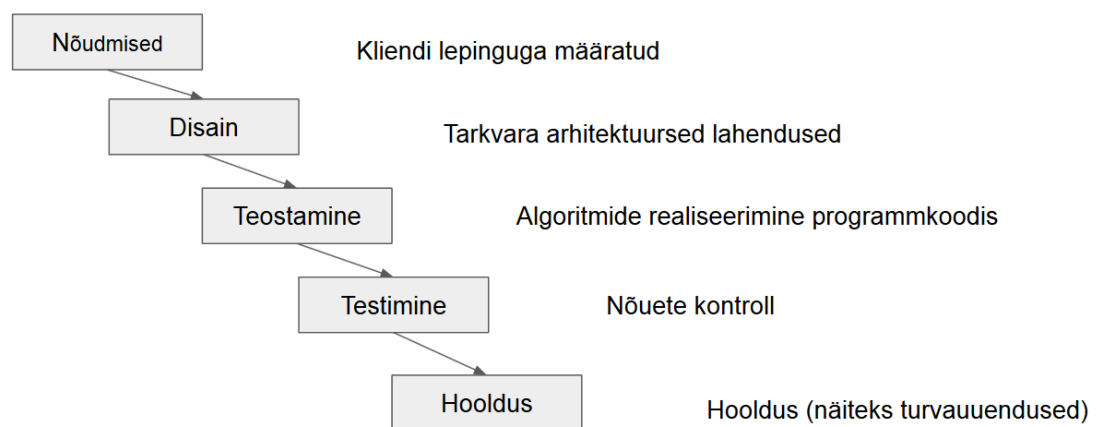 Nõudmised
Kliendi lepinguga määratud
Disain
Tarkvara arhitektuursed lahendused
Teostamine
Algoritmide realiseerimine programmkoodis
Testimine
Nõuete kontroll
Hooldus
Hooldus (näiteks turvauuendused)